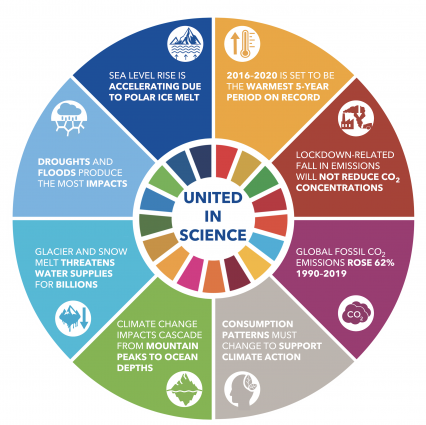 SEA LEVEL RISE IS
ACCELERATING DUE
TO POLAR ICE MELT
2016-2020 IS SET TO BE
THE WARMEST 5-YEAR
PERIOD ON RECORD
LOCKDOWN-RELATED
FALL IN EMISSIONS
WILL NOT REDUCE CO₂
CONCENTRATIONS
GLOBAL FOSSIL CO₂
EMISSIONS ROSE 62%
1990-2019
CO₂
CONSUMPTION
PATTERNS MUST
CHANGE TO SUPPORT
CLIMATE ACTION
CLIMATE CHANGE
IMPACTS CASCADE
FROM MOUNTAIN
PEAKS TO OCEAN
DEPTHS
GLACIER AND SNOW
MELT THREATENS
WATER SUPPLIES
FOR BILLIONS
DROUGHTS AND
FLOODS PRODUCE
THE MOST IMPACTS
UNITED
IN
SCIENCE